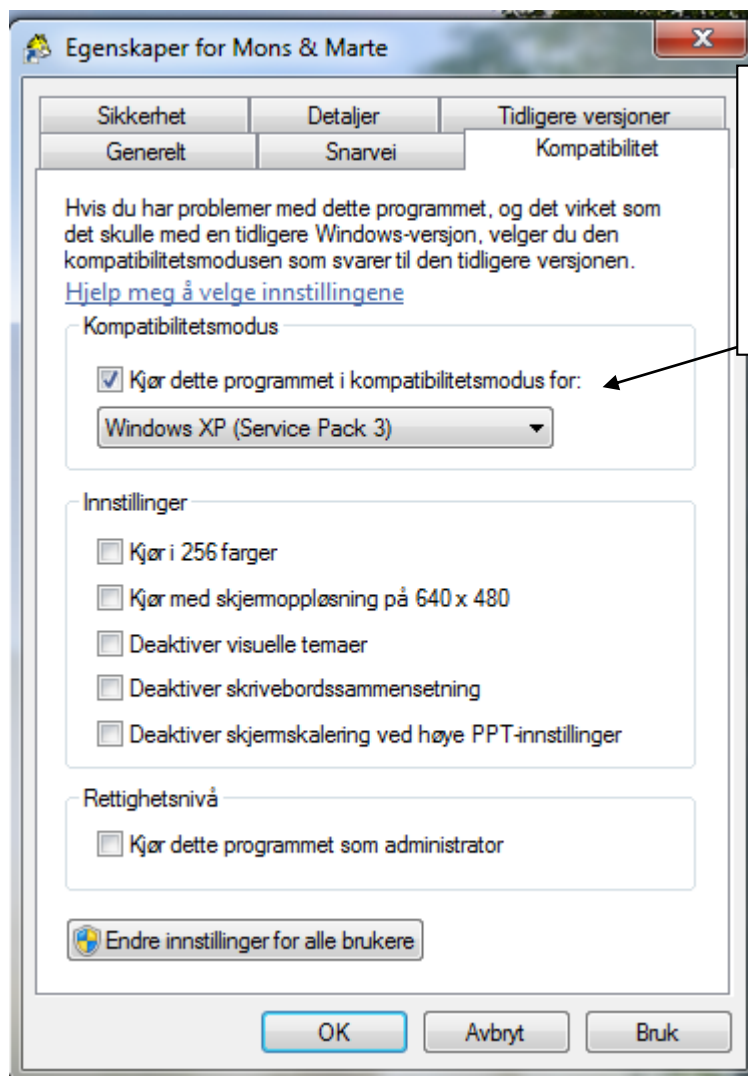 Egenskaper for Mons & Marte
Sikkerhet Detaljer Tidligere versjoner
Generelt Snarvei Kompatibilitet
Hvis du har problemer med dette programmet, og det virket som
det skulle med en tidligere Windows-versjon, velger du den
kompatibilitetsmodusen som svarer til den tidligere versjonen.
Hjelp meg å velge innstillingene
Kompatibilitetsmodus
Kjør dette programmet i kompatibilitetsmodus for:
Windows XP (Service Pack 3)
Innstillinger
Kjør i 256 farger
Kjør med skjermoppløsning på 640 x 480
Deaktiver visuelle temaer
Deaktiver skrivebordssammensetning
Deaktiver skjermskalering ved høye PPT-innstillinger
Rettighetsnivå
Kjør dette programmet som administrator
Endre innstillinger for alle brukere
OK Avbryt Bruk